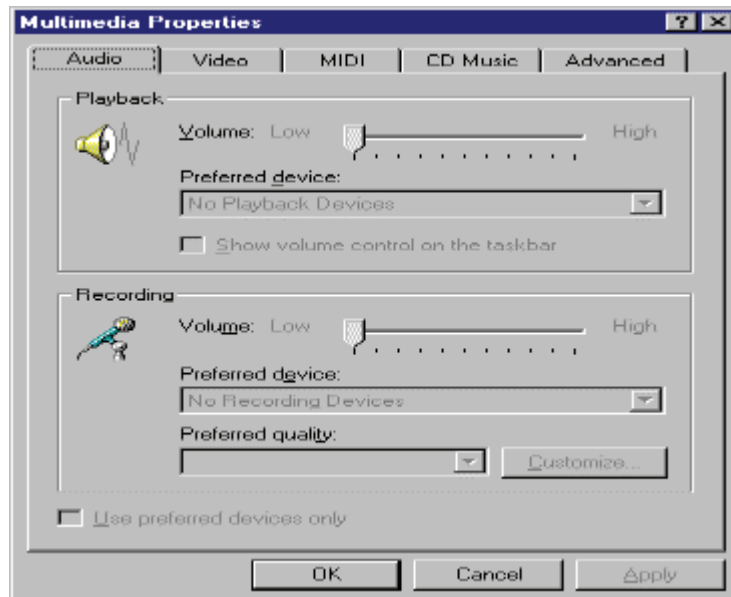 Multimedia Properties
Audio Video MIDI CD Music Advanced
Playback
Volume: Low High
Preferred device:
No Playback Devices
Show volume control on the taskbar
Recording
Volume: Low High
Preferred device:
No Recording Devices
Preferred quality:
Customize...
Use preferred devices only
OK Cancel Apply